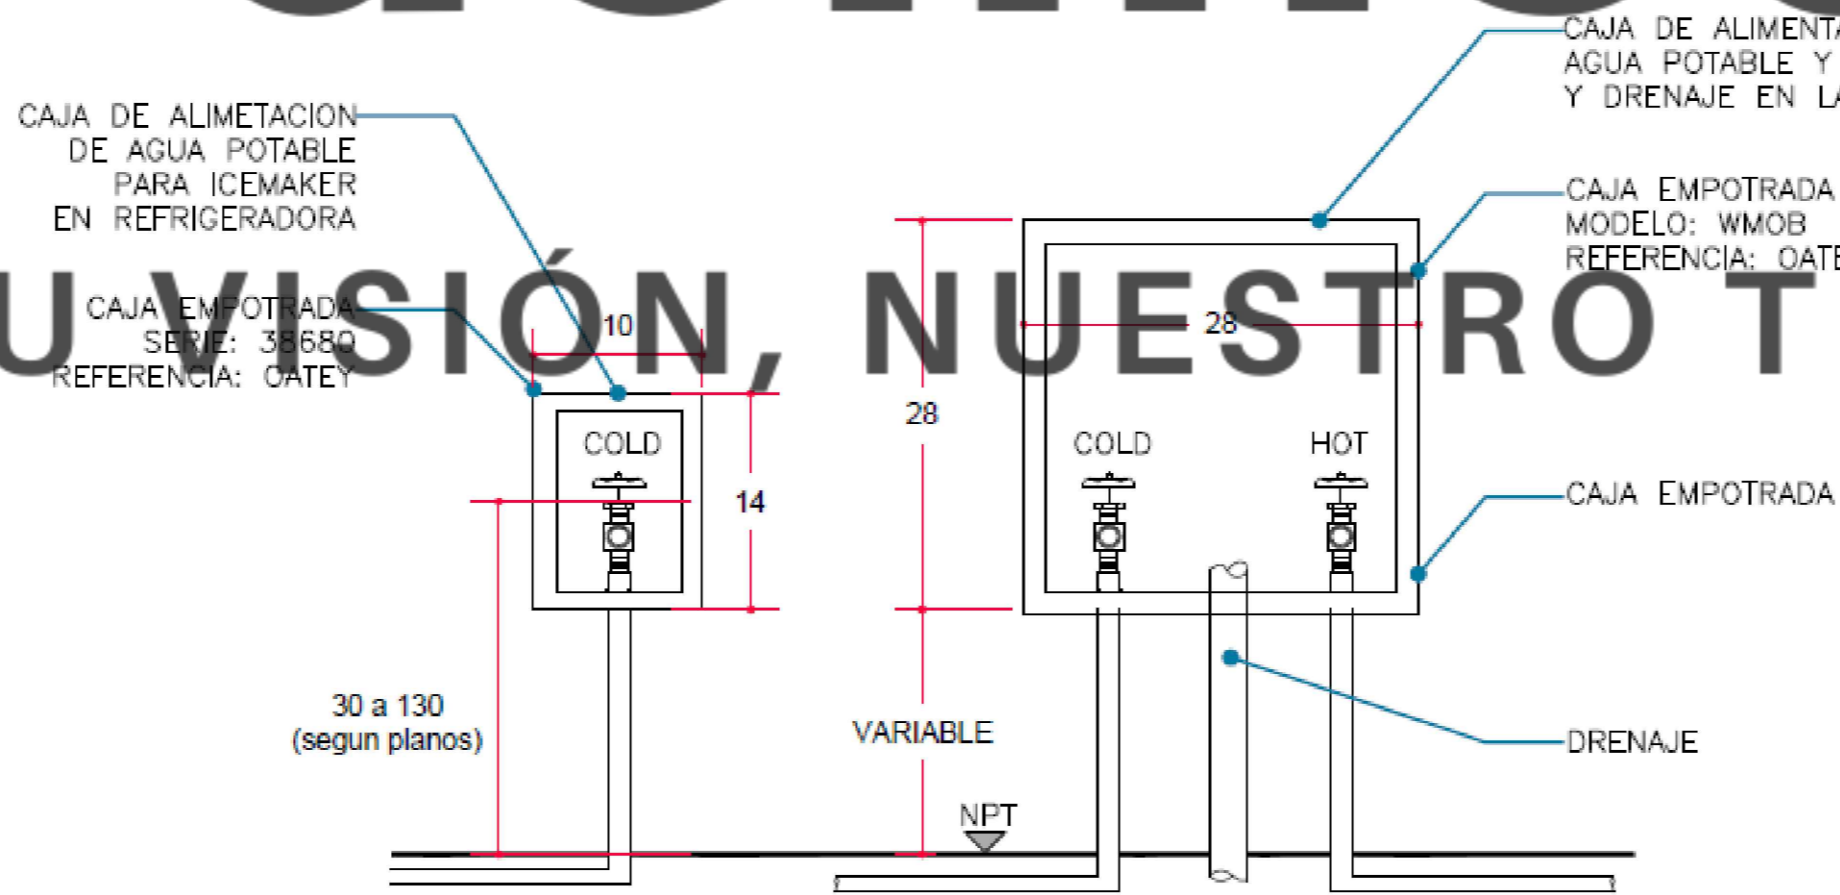 CAJA DE ALIMETACION
DE AGUA POTABLE
PARA ICEMAKER
EN REFRIGERADORA
CAJA EMPOTRADA
SERIE: 38680
REFERENCIA: OATEY
U VISIÓN, NUESTRO T
10
14
COLD
30 a 130
(segun planos)
28
28
COLD
HOT
VARIABLE
NPT
CAJA DE ALIMENTA
AGUA POTABLE Y
Y DRENAJE EN LA
CAJA EMPOTRADA
MODELO: WMOB
REFERENCIA: OATE
CAJA EMPOTRADA
DRENAJE